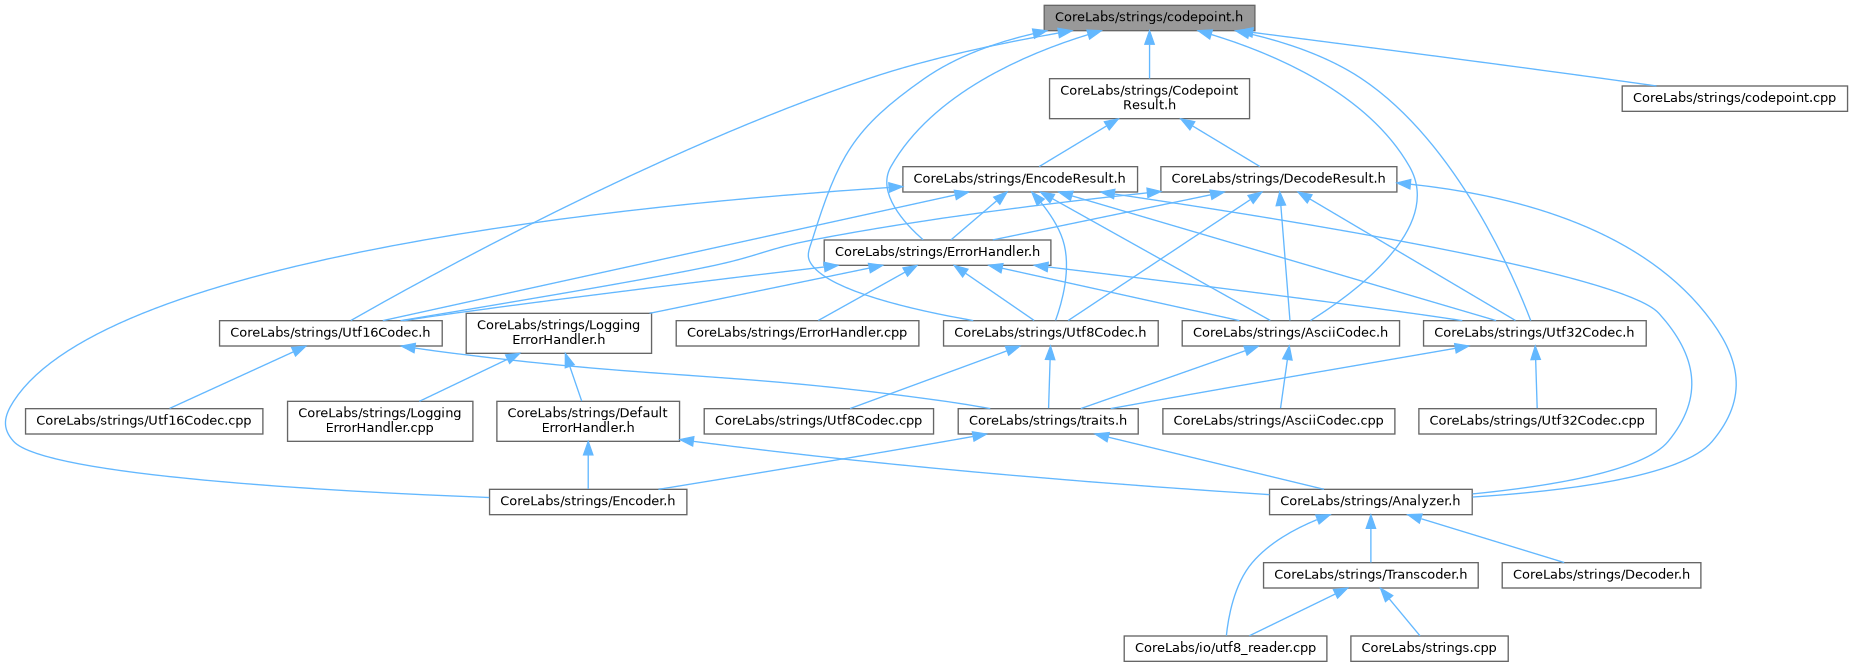 CoreLabs/strings/codepoint.h
CoreLabs/strings/Codepoint
Result.h
CoreLabs/strings/codepoint.cpp
CoreLabs/strings/EncodeResult.h
CoreLabs/strings/DecodeResult.h
CoreLabs/strings/ErrorHandler.h
CoreLabs/strings/Utf16Codec.h
CoreLabs/strings/Logging
ErrorHandler.h
CoreLabs/strings/ErrorHandler.cpp
CoreLabs/strings/Utf8Codec.h
CoreLabs/strings/AsciiCodec.h
CoreLabs/strings/Utf32Codec.h
CoreLabs/strings/Utf16Codec.cpp
CoreLabs/strings/Logging
ErrorHandler.cpp
CoreLabs/strings/Default
ErrorHandler.h
CoreLabs/strings/Utf8Codec.cpp
CoreLabs/strings/traits.h
CoreLabs/strings/AsciiCodec.cpp
CoreLabs/strings/Utf32Codec.cpp
CoreLabs/strings/Encoder.h
CoreLabs/strings/Analyzer.h
CoreLabs/strings/Transcoder.h
CoreLabs/strings/Decoder.h
CoreLabs/io/utf8_reader.cpp
CoreLabs/strings.cpp